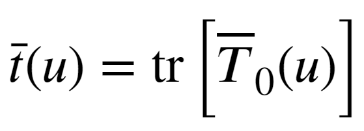 t̄(u) = tr [T̅₀(u)]